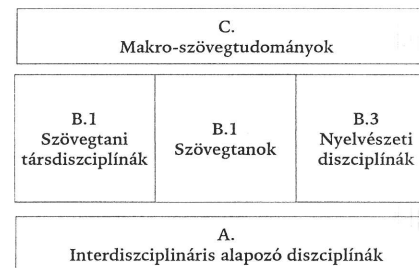 C.
Makro-szövegtudományok
B.1
Szövegtani
társdiszciplínák
B.1
Szövegtanok
B.3
Nyelvészeti
diszciplínák
A.
Interdiszciplináris alapozó diszciplínák